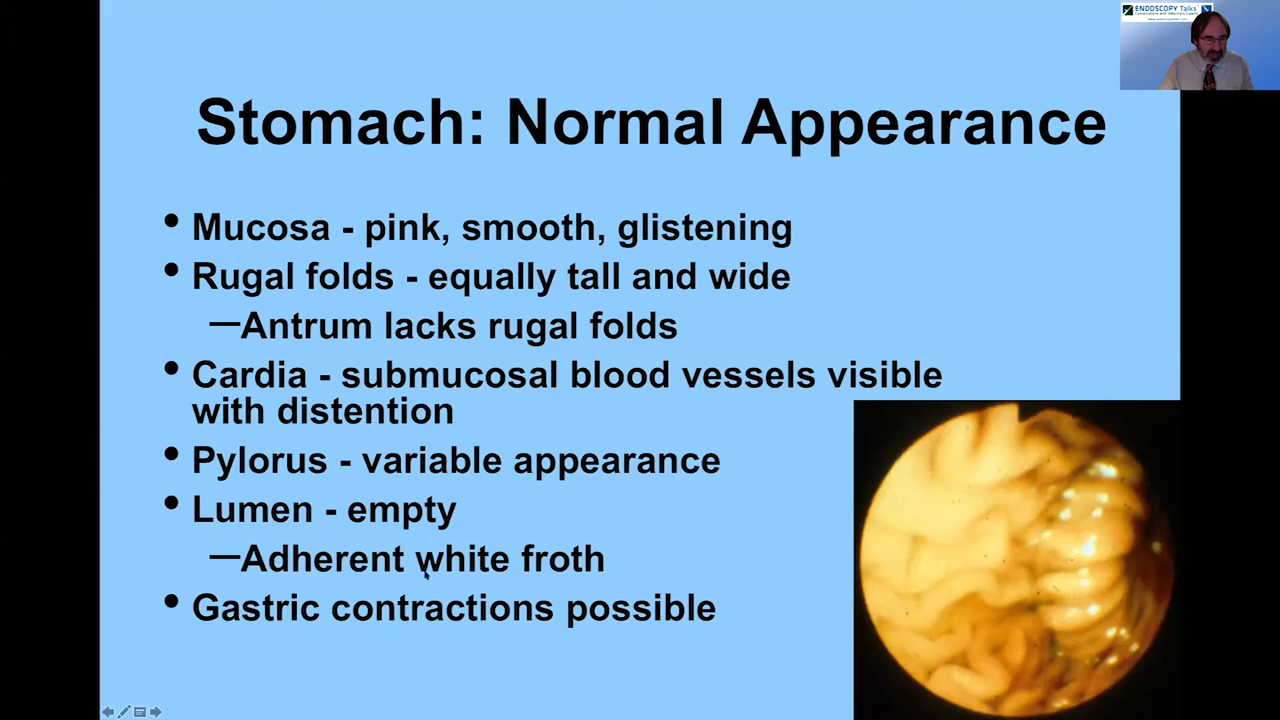 ENDOSCOPY Talks
Stomach: Normal Appearance
• Mucosa - pink, smooth, glistening
• Rugal folds - equally tall and wide
—Antrum lacks rugal folds
• Cardia - submucosal blood vessels visible
with distention
• Pylorus - variable appearance
• Lumen - empty
—Adherent white froth
• Gastric contractions possible